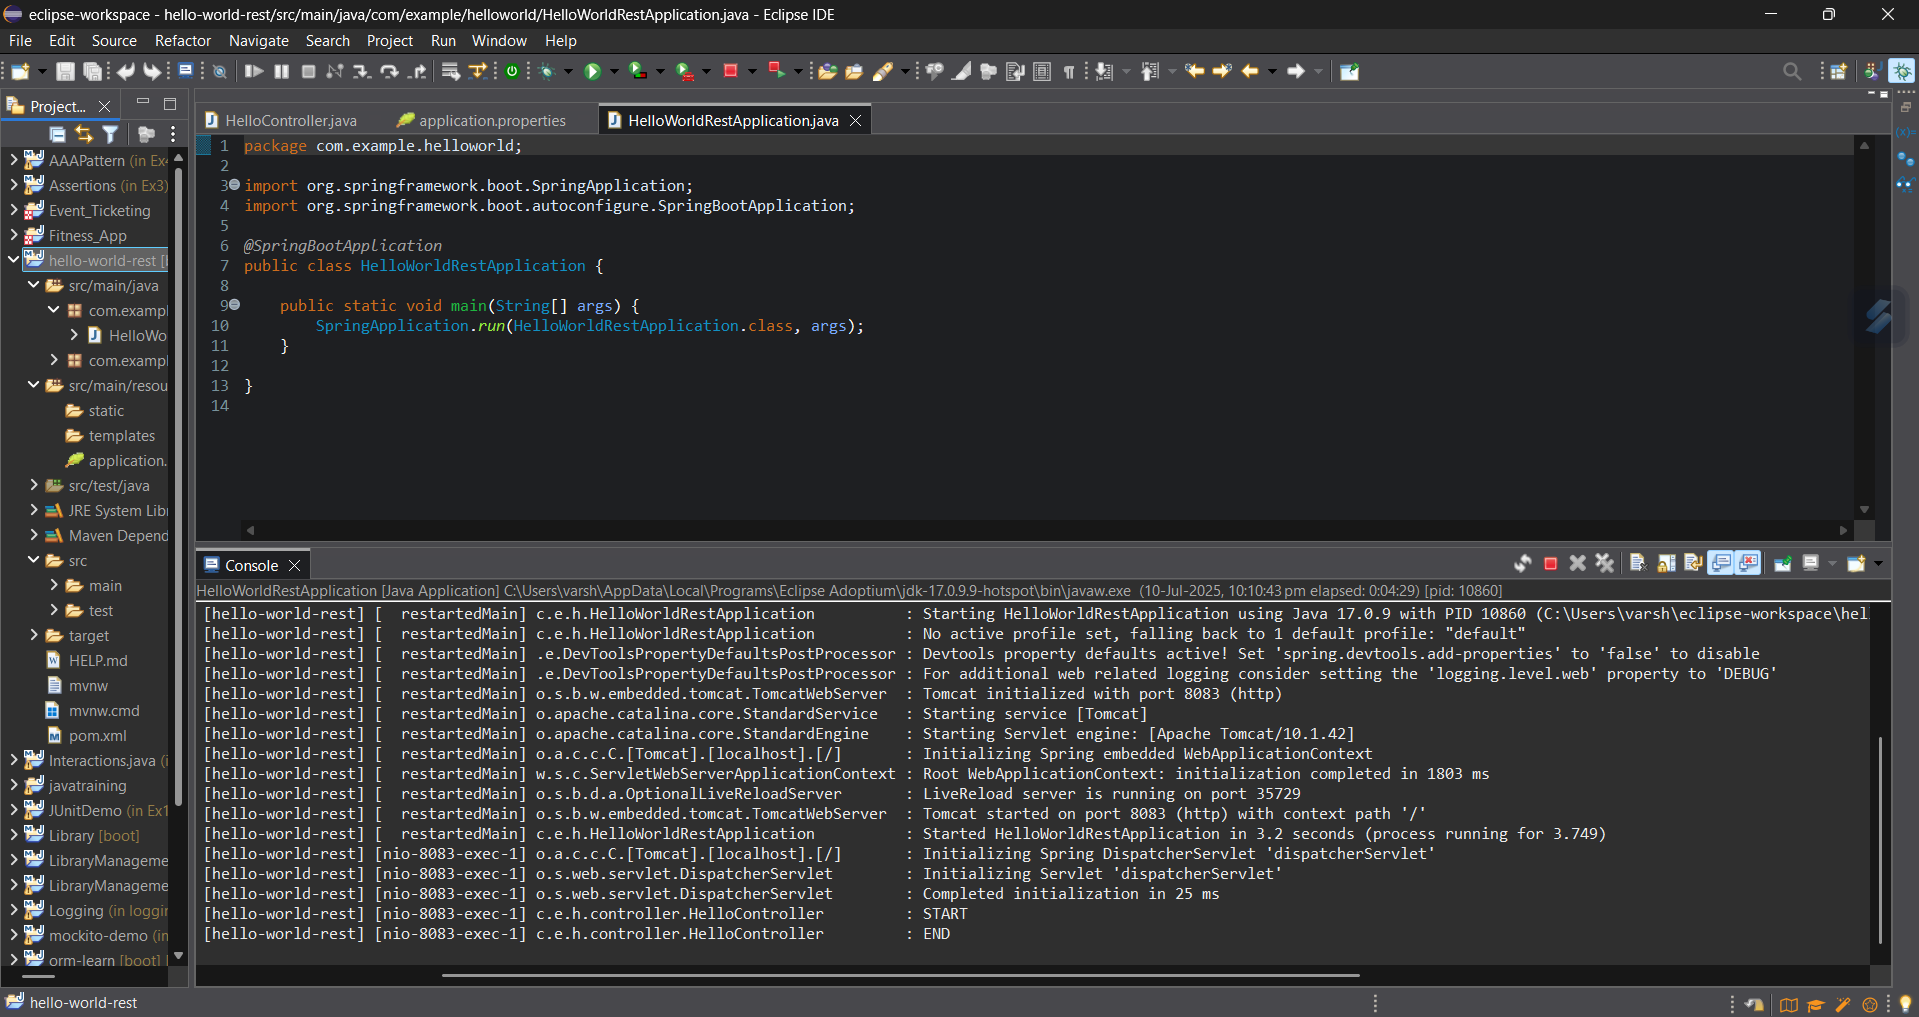 eclipse-workspace - hello-world-rest/src/main/java/com/example/helloworld/HelloWorldRestApplication.java - Eclipse IDE
File Edit Source Refactor Navigate Search Project Run Window Help
Project...
AAAPattern (in Ex4
Assertions (in Ex3)
Event_Ticketing
Fitness_App
hello-world-rest [
src/main/java
com.exampl
HelloWo
com.exampl
src/main/resou
static
templates
application.
src/test/java
JRE System Libr
Maven Depend
src
main
test
target
HELP.md
mvnw
mvnw.cmd
pom.xml
Interactions.java (i
javatraining
JUnitDemo (in Ex1
Library [boot]
LibraryManageme
LibraryManageme
Logging (in loggin
mockito-demo (in
orm-learn [boot]
HelloController.java application.properties HelloWorldRestApplication.java
1 package com.example.helloworld;
2
3 import org.springframework.boot.SpringApplication;
4 import org.springframework.boot.autoconfigure.SpringBootApplication;
5
6 @SpringBootApplication
7 public class HelloWorldRestApplication {
8
9 public static void main(String[] args) {
10 SpringApplication.run(HelloWorldRestApplication.class, args);
11 }
12
13 }
14
Console
HelloWorldRestApplication [Java Application] C:\Users\varsh\AppData\Local\Programs\Eclipse Adoptium\jdk-17.0.9.9-hotspot\bin\javaw.exe (10-Jul-2025, 10:10:43 pm elapsed: 0:04:29) [pid: 10860]
[hello-world-rest] [ restartedMain] c.e.h.HelloWorldRestApplication : Starting HelloWorldRestApplication using Java 17.0.9 with PID 10860 (C:\Users\varsh\eclipse-workspace\hel
[hello-world-rest] [ restartedMain] c.e.h.HelloWorldRestApplication : No active profile set, falling back to 1 default profile: "default"
[hello-world-rest] [ restartedMain] .e.DevToolsPropertyDefaultsPostProcessor : Devtools property defaults active! Set 'spring.devtools.add-properties' to 'false' to disable
[hello-world-rest] [ restartedMain] .e.DevToolsPropertyDefaultsPostProcessor : For additional web related logging consider setting the 'logging.level.web' property to 'DEBUG'
[hello-world-rest] [ restartedMain] o.s.b.w.embedded.tomcat.TomcatWebServer : Tomcat initialized with port 8083 (http)
[hello-world-rest] [ restartedMain] o.apache.catalina.core.StandardService : Starting service [Tomcat]
[hello-world-rest] [ restartedMain] o.apache.catalina.core.StandardEngine : Starting Servlet engine: [Apache Tomcat/10.1.42]
[hello-world-rest] [ restartedMain] o.a.c.c.C.[Tomcat].[localhost].[/] : Initializing Spring embedded WebApplicationContext
[hello-world-rest] [ restartedMain] w.s.c.ServletWebServerApplicationContext : Root WebApplicationContext: initialization completed in 1803 ms
[hello-world-rest] [ restartedMain] o.s.b.d.a.OptionalLiveReloadServer : LiveReload server is running on port 35729
[hello-world-rest] [ restartedMain] o.s.b.w.embedded.tomcat.TomcatWebServer : Tomcat started on port 8083 (http) with context path '/'
[hello-world-rest] [ restartedMain] c.e.h.HelloWorldRestApplication : Started HelloWorldRestApplication in 3.2 seconds (process running for 3.749)
[hello-world-rest] [nio-8083-exec-1] o.a.c.c.C.[Tomcat].[localhost].[/] : Initializing Spring DispatcherServlet 'dispatcherServlet'
[hello-world-rest] [nio-8083-exec-1] o.s.web.servlet.DispatcherServlet : Initializing Servlet 'dispatcherServlet'
[hello-world-rest] [nio-8083-exec-1] o.s.web.servlet.DispatcherServlet : Completed initialization in 25 ms
[hello-world-rest] [nio-8083-exec-1] c.e.h.controller.HelloController : START
[hello-world-rest] [nio-8083-exec-1] c.e.h.controller.HelloController : END
hello-world-rest